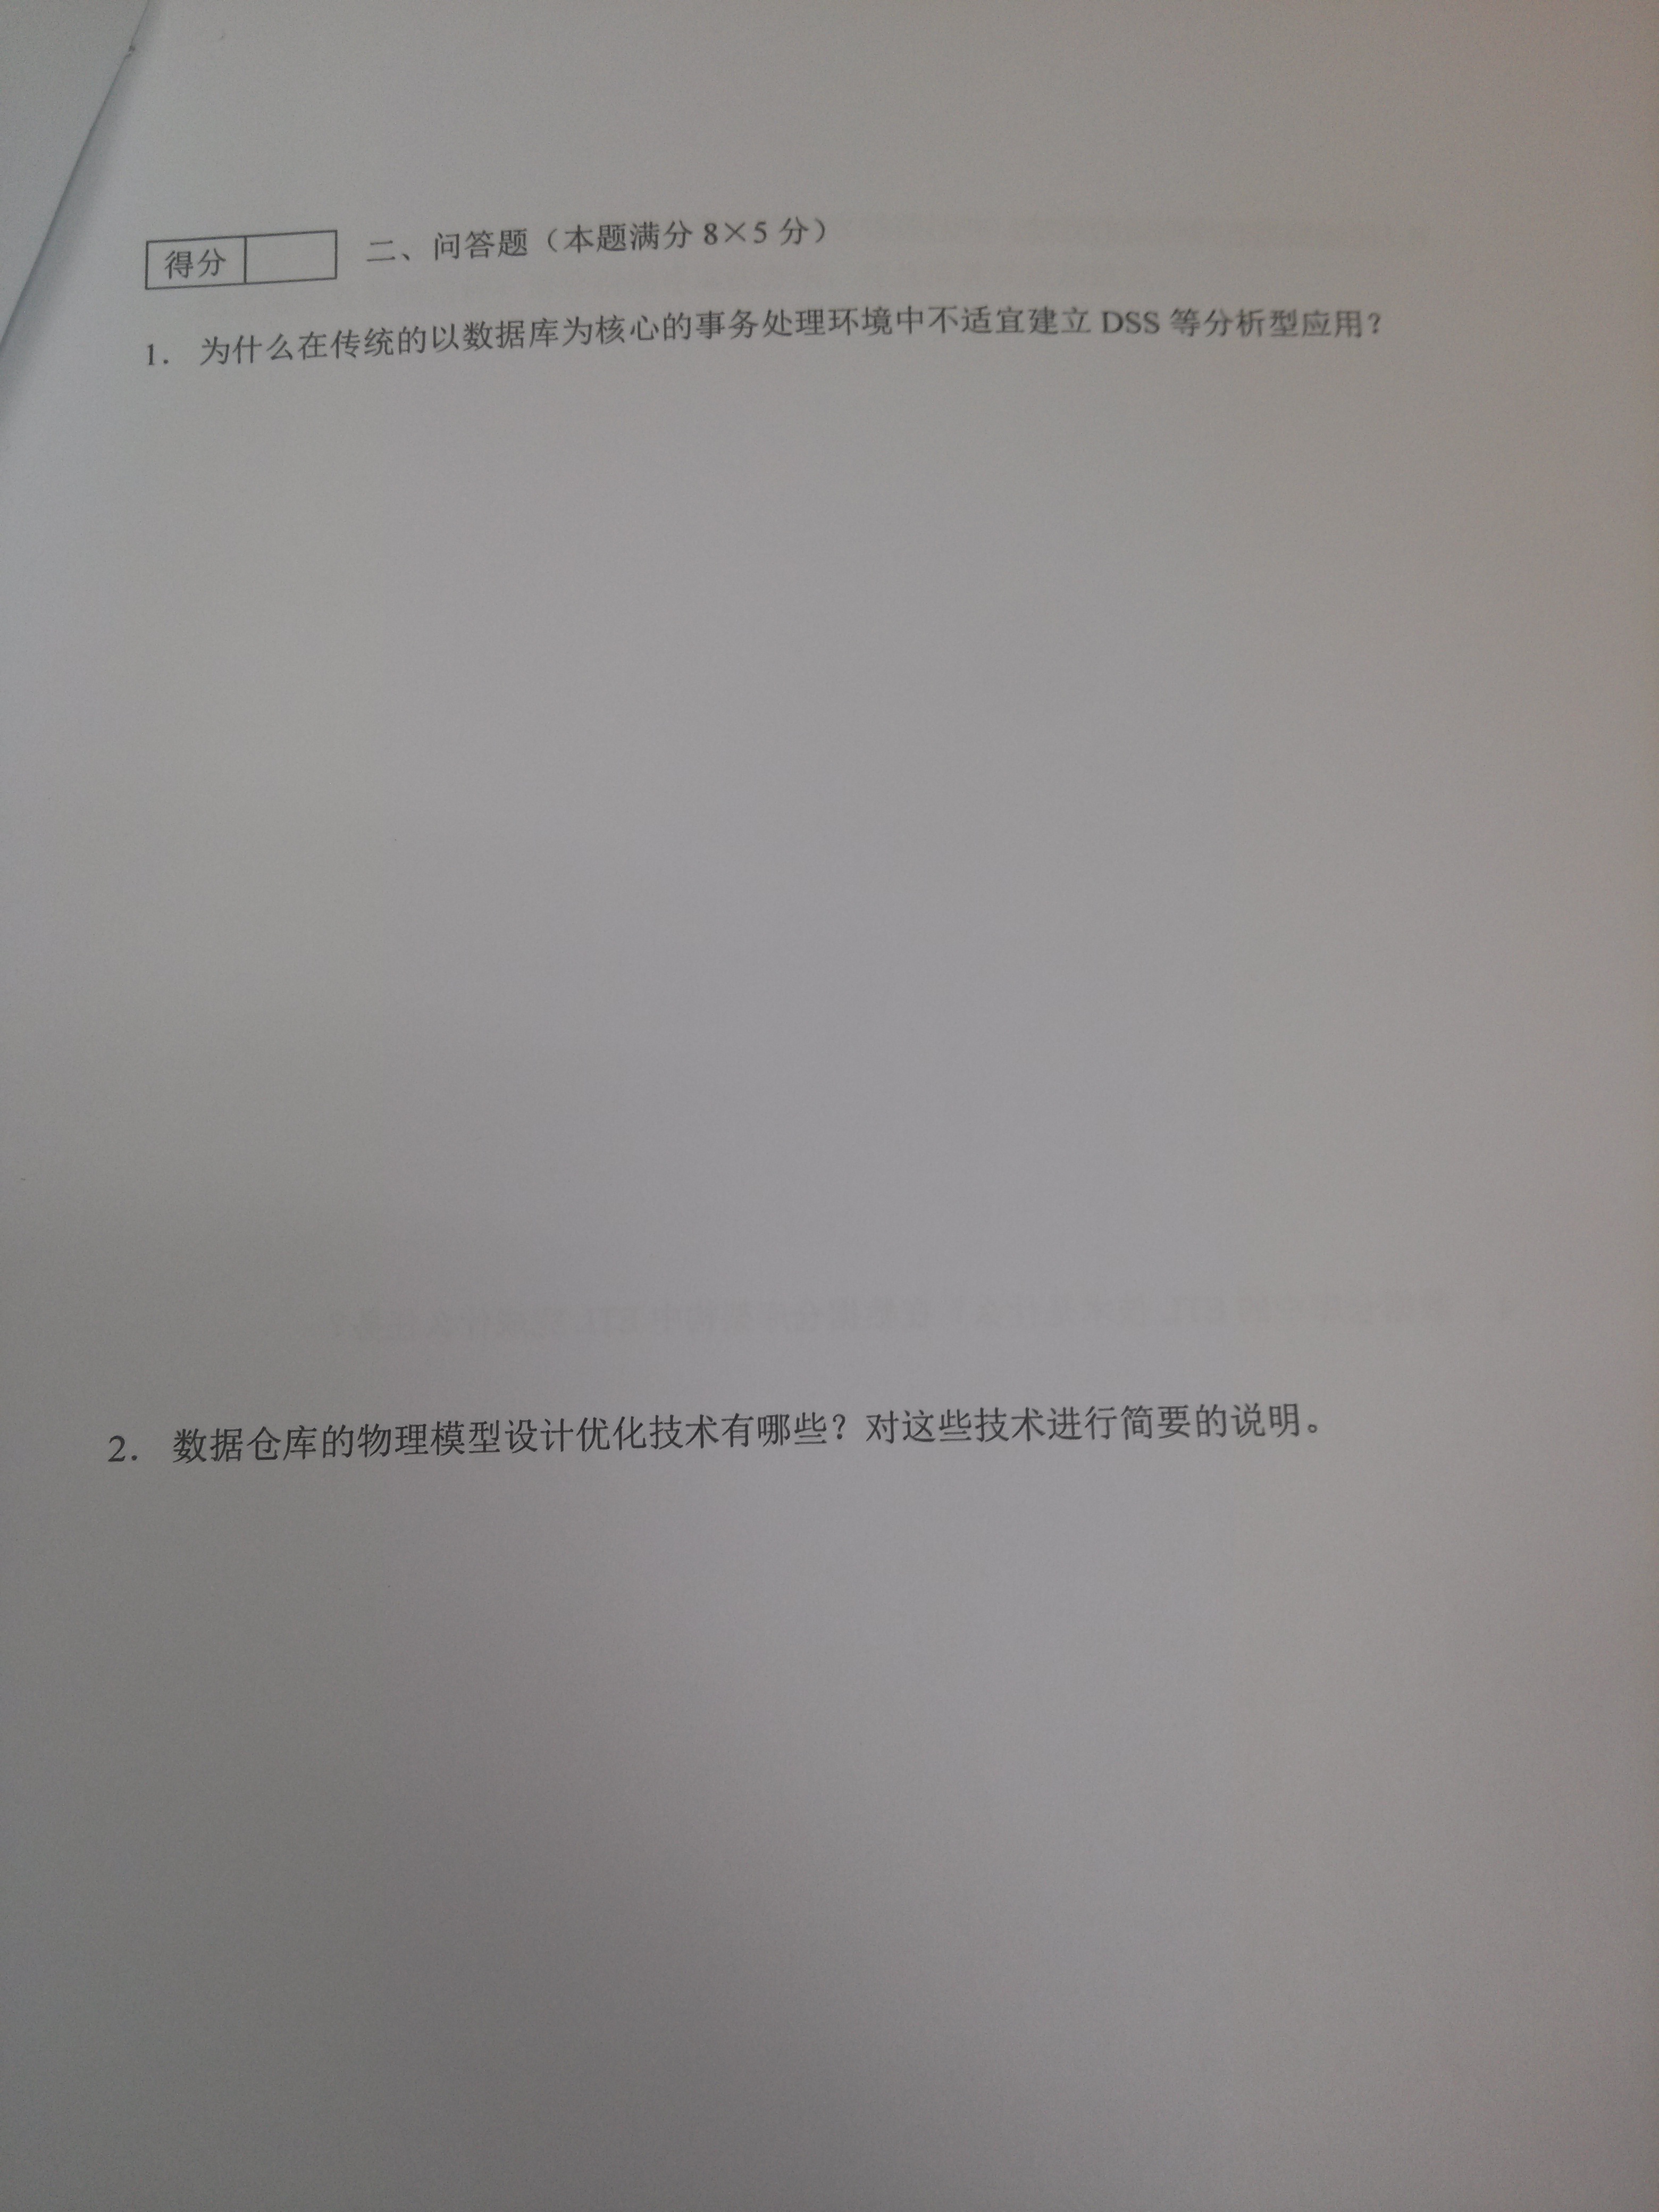 得分 二、问答题（本题满分 8×5 分）
1. 为什么在传统的以数据库为核心的事务处理环境中不适宜建立 DSS 等分析型应用？
2. 数据仓库的物理模型设计优化技术有哪些？对这些技术进行简要的说明。